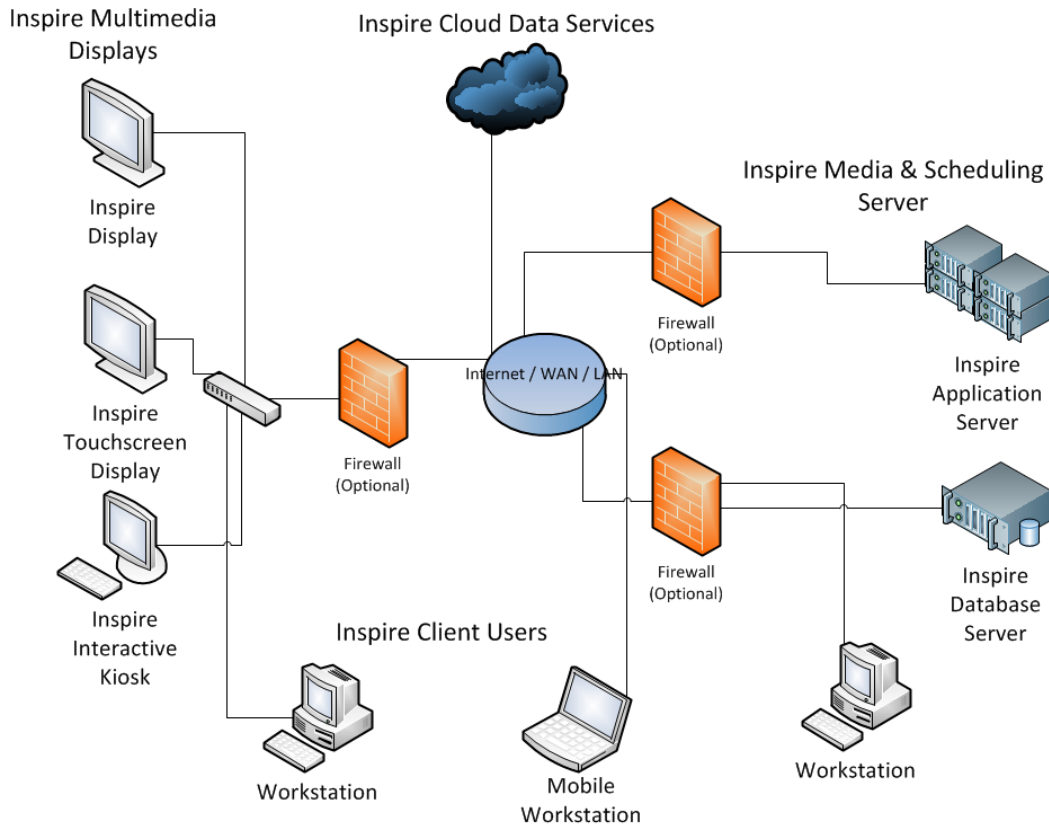 Inspire Multimedia
Displays
Inspire Cloud Data Services
Inspire
Display
Inspire Media & Scheduling
Server
Firewall
(Optional)
Internet / WAN / LAN
Inspire
Application
Server
Inspire
Touchscreen
Display
Firewall
(Optional)
Firewall
(Optional)
Inspire
Database
Server
Inspire
Interactive
Kiosk
Inspire Client Users
Workstation
Mobile
Workstation
Workstation